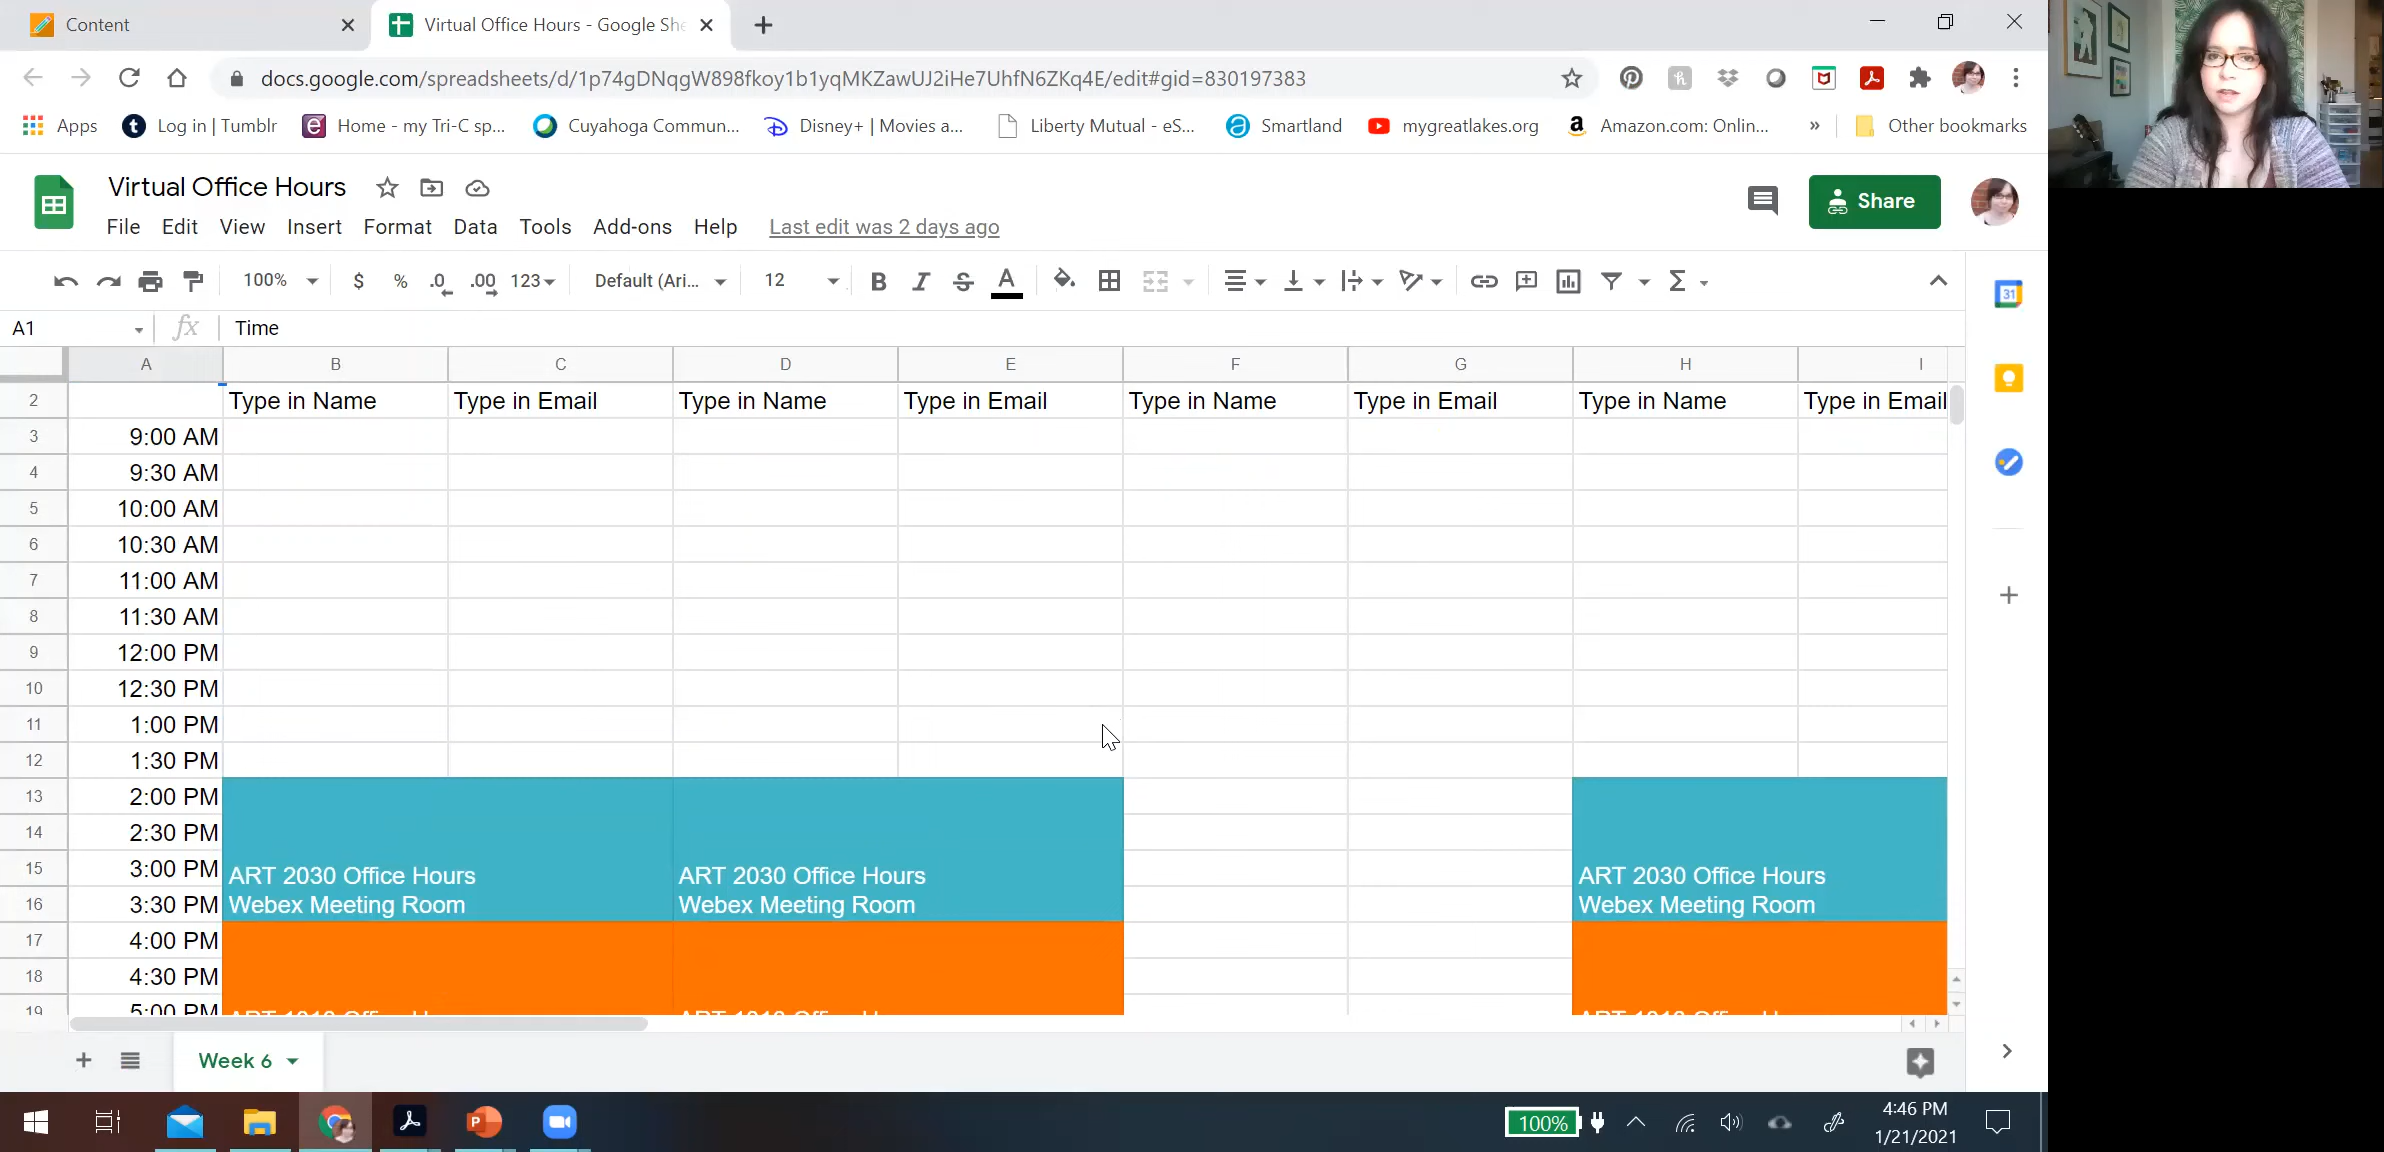 Content
Virtual Office Hours - Google She
docs.google.com/spreadsheets/d/1p74gDNqgW898fkoy1b1yqMKZawUJ2iHe7UhfN6ZKq4E/edit#gid=830197383
Apps Log in | Tumblr Home - my Tri-C sp... Cuyahoga Commun... Disney+ | Movies a... Liberty Mutual - eS... Smartland mygreatlakes.org Amazon.com: Onlin... » Other bookmarks
Virtual Office Hours
Share
File Edit View Insert Format Data Tools Add-ons Help Last edit was 2 days ago
100% $ % .0 .00 123 Default (Ari... 12 B I S A Σ
31
A1 fx Time
A B C D E F G H I
2 Type in Name Type in Email Type in Name Type in Email Type in Name Type in Email Type in Name Type in Email
3 9:00 AM
4 9:30 AM
5 10:00 AM
6 10:30 AM
7 11:00 AM
8 11:30 AM
9 12:00 PM
10 12:30 PM
11 1:00 PM
12 1:30 PM
13 2:00 PM
14 2:30 PM
15 3:00 PM ART 2030 Office Hours ART 2030 Office Hours ART 2030 Office Hours
16 3:30 PM Webex Meeting Room Webex Meeting Room Webex Meeting Room
17 4:00 PM
18 4:30 PM
19 5:00 PM
Week 6
100%
4:46 PM
1/21/2021